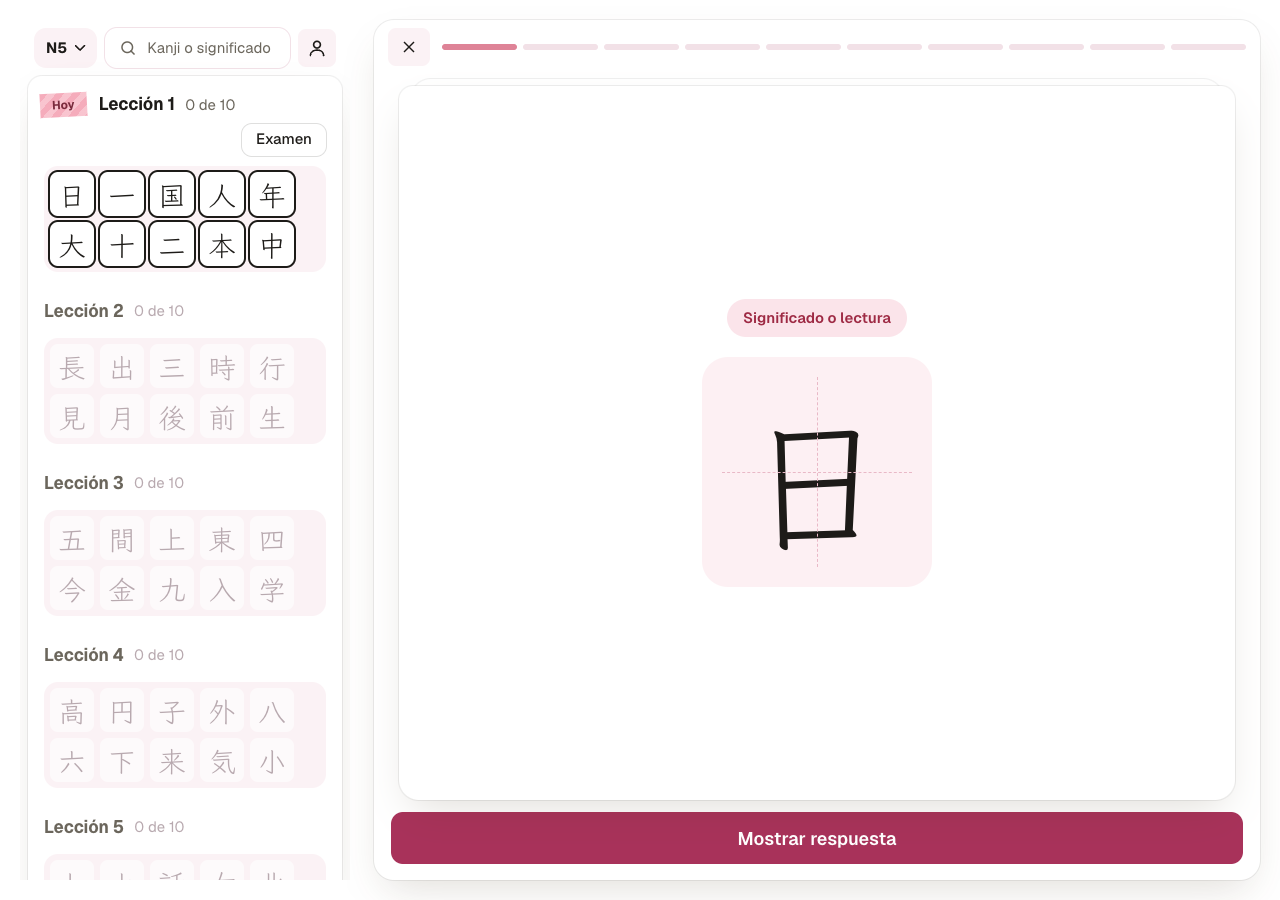 N5
Kanji o significado
Hoy
Lección 1
0 de 10
Examen
日 一 国 人 年
大 十 二 本 中
Lección 2
0 de 10
長 出 三 時 行
見 月 後 前 生
Lección 3
0 de 10
五 間 上 東 四
今 金 九 入 学
Lección 4
0 de 10
高 円 子 外 八
六 下 来 気 小
Lección 5
0 de 10
Significado o lectura
日
Mostrar respuesta